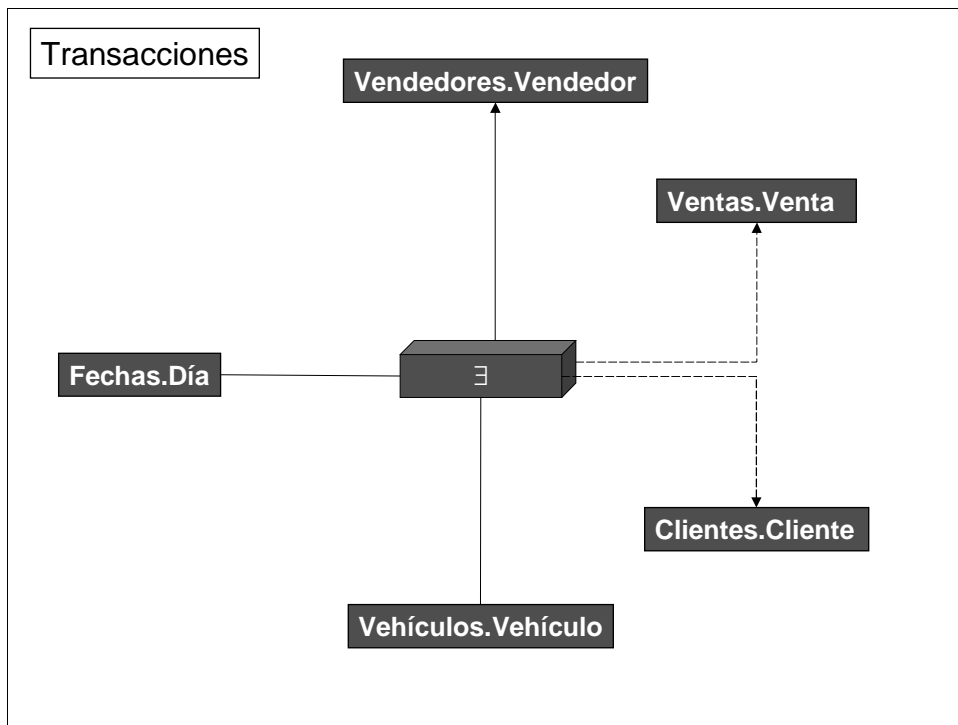 Transacciones
Vendedores.Vendedor
Ventas.Venta
Fechas.Día
∃
Clientes.Cliente
Vehículos.Vehículo